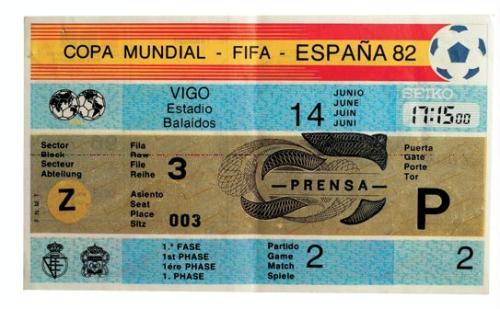 COPA MUNDIAL - FIFA - ESPAÑA 82
VIGO
Estadio
Balaidos
14
JUNIO
JUNE
JUIN
JUNI
SEIKO
17:15 00
Sector
Block
Secteur
Abteilung
Z
Fila
Row
File
Reihe
3
Asiento
Seat
Place
Sitz
003
PRENSA
Puerta
Gate
Porte
Tor
P
F.N.M.T.
1.ª FASE
1st PHASE
1ére PHASE
1. PHASE
Partido
Game
Match
Spiele
2
2